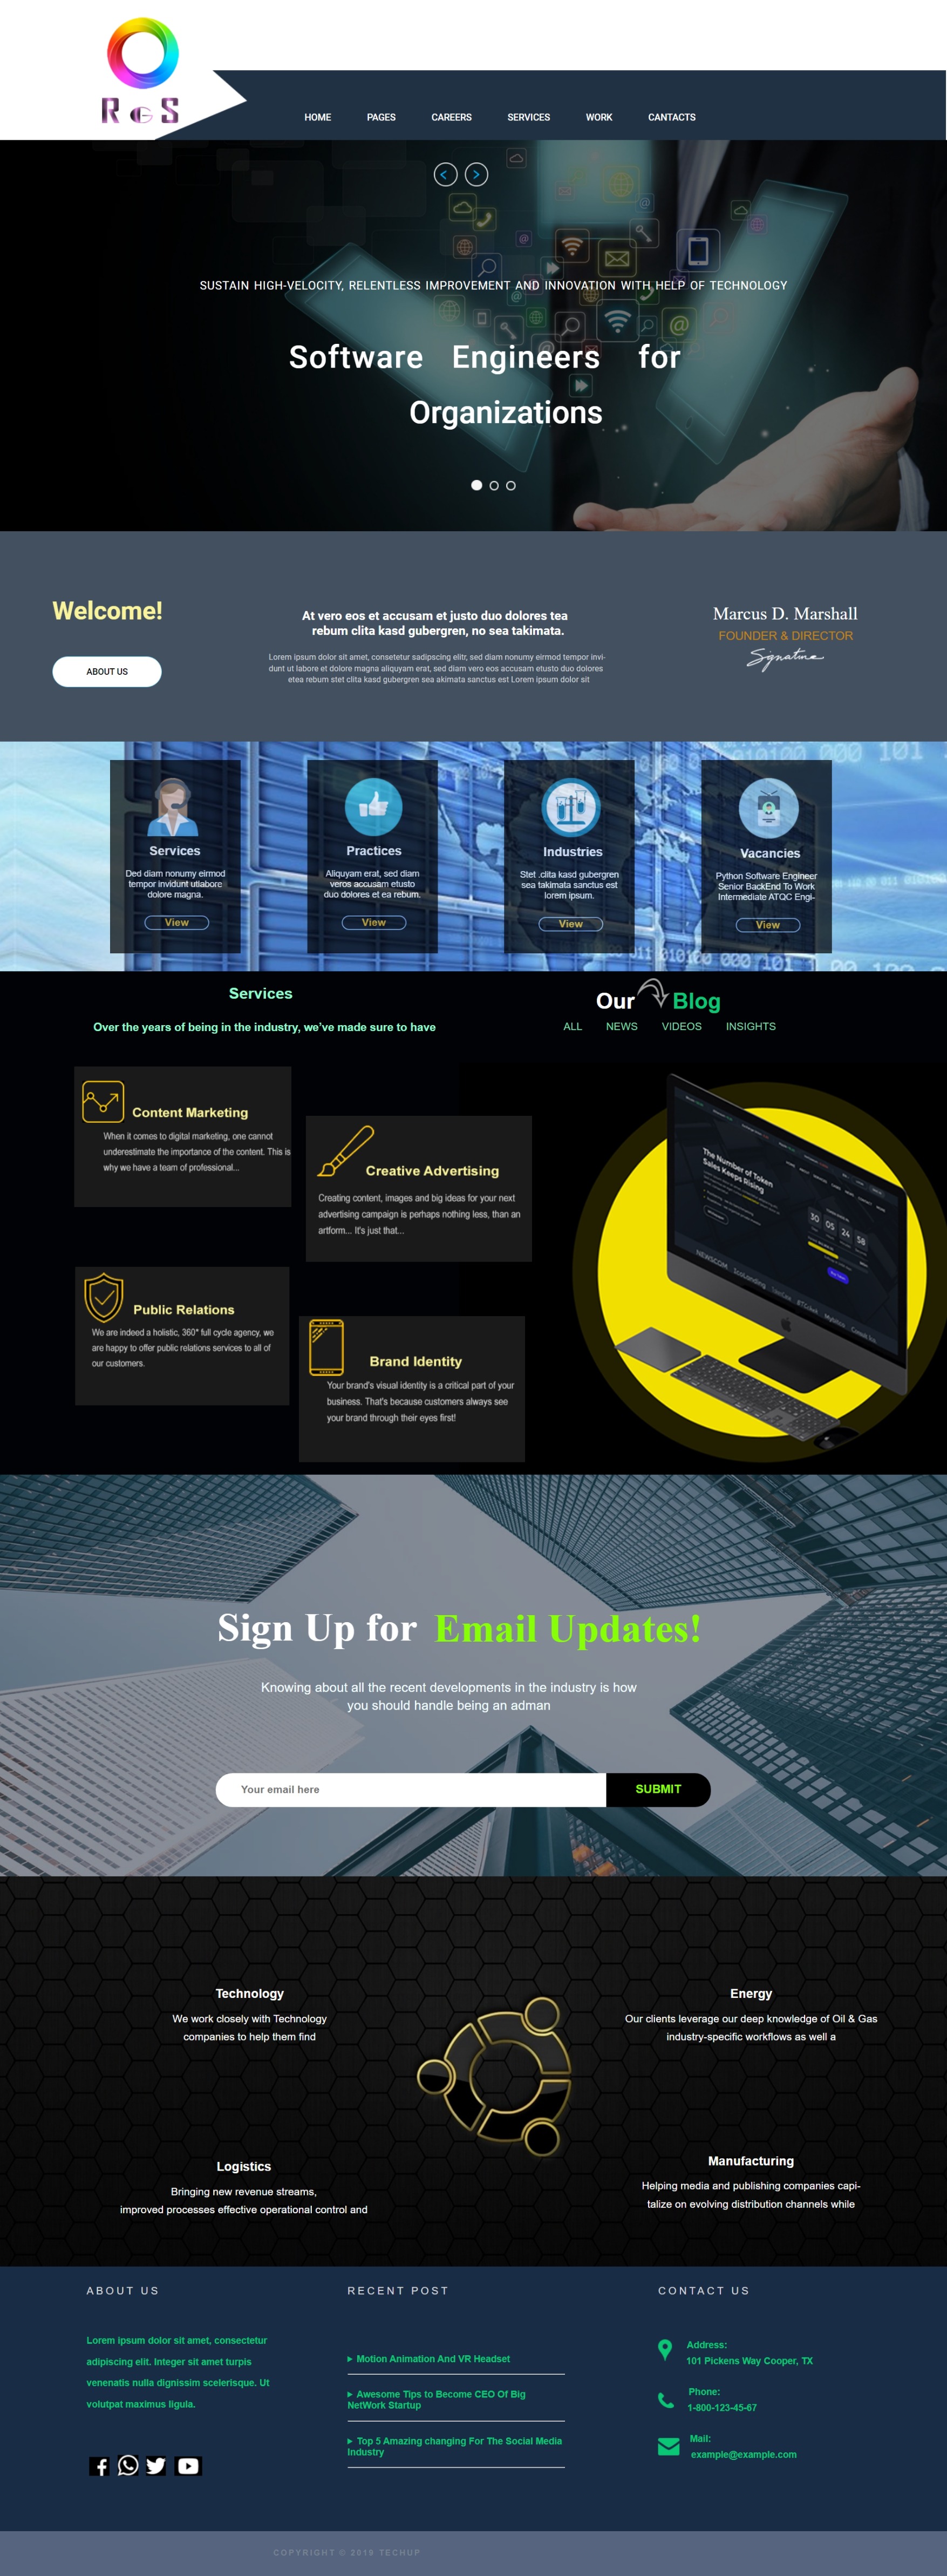 RGS
HOME PAGES CAREERS SERVICES WORK CANTACTS
SUSTAIN HIGH-VELOCITY, RELENTLESS IMPROVEMENT AND INNOVATION WITH HELP OF TECHNOLOGY
Software Engineers for
Organizations
Welcome!
ABOUT US
At vero eos et accusam et justo duo dolores tea
rebum clita kasd gubergren, no sea takimata.
Lorem ipsum dolor sit amet, consetetur sadipscing elitr, sed diam nonumy eirmod tempor invi-
dunt ut labore et dolore magna aliquyam erat, sed diam vero eos accusam etusto duo dolores
etea rebum stet clita kasd gubergren sea akimata sanctus est Lorem ipsum dolor sit
Marcus D. Marshall
FOUNDER & DIRECTOR
Signature
Services
Ded diam nonumy eirmod
tempor invidunt utlabore
dolore magna.
View
Practices
Aliquyam erat, sed diam
veros accusam etusto
duo dolores et ea rebum.
View
Industries
Stet .clita kasd gubergren
sea takimata sanctus est
lorem ipsum.
View
Vacancies
Python Software Engineer
Senior BackEnd To Work
Intermediate ATQC Engi-
View
Services
Over the years of being in the industry, we've made sure to have
Our Blog
ALL NEWS VIDEOS INSIGHTS
Content Marketing
When it comes to digital marketing, one cannot
underestimate the importance of the content. This is
why we have a team of professional...
Creative Advertising
Creating content, images and big ideas for your next
advertising campaign is perhaps nothing less, than an
artform... It's just that...
Public Relations
We are indeed a holistic, 360° full cycle agency, we
are happy to offer public relations services to all of
our customers.
Brand Identity
Your brand's visual identity is a critical part of your
business. That's because customers always see
your brand through their eyes first!
The Number of Token
Sales Keeps Rising
30 05 24 58
NEWSCOM
Sign Up for Email Updates!
Knowing about all the recent developments in the industry is how
you should handle being an adman
Your email here
SUBMIT
Technology
We work closely with Technology
companies to help them find
Energy
Our clients leverage our deep knowledge of Oil & Gas
industry-specific workflows as well a
Logistics
Bringing new revenue streams,
improved processes effective operational control and
Manufacturing
Helping media and publishing companies capi-
talize on evolving distribution channels while
ABOUT US
Lorem ipsum dolor sit amet, consectetur
adipiscing elit. Integer sit amet turpis
venenatis nulla dignissim scelerisque. Ut
volutpat maximus ligula.
RECENT POST
Motion Animation And VR Headset
Awesome Tips to Become CEO Of Big
NetWork Startup
Top 5 Amazing changing For The Social Media
Industry
CONTACT US
Address:
101 Pickens Way Cooper, TX
Phone:
1-800-123-45-67
Mail:
example@example.com
COPYRIGHT © 2019 TECHUP